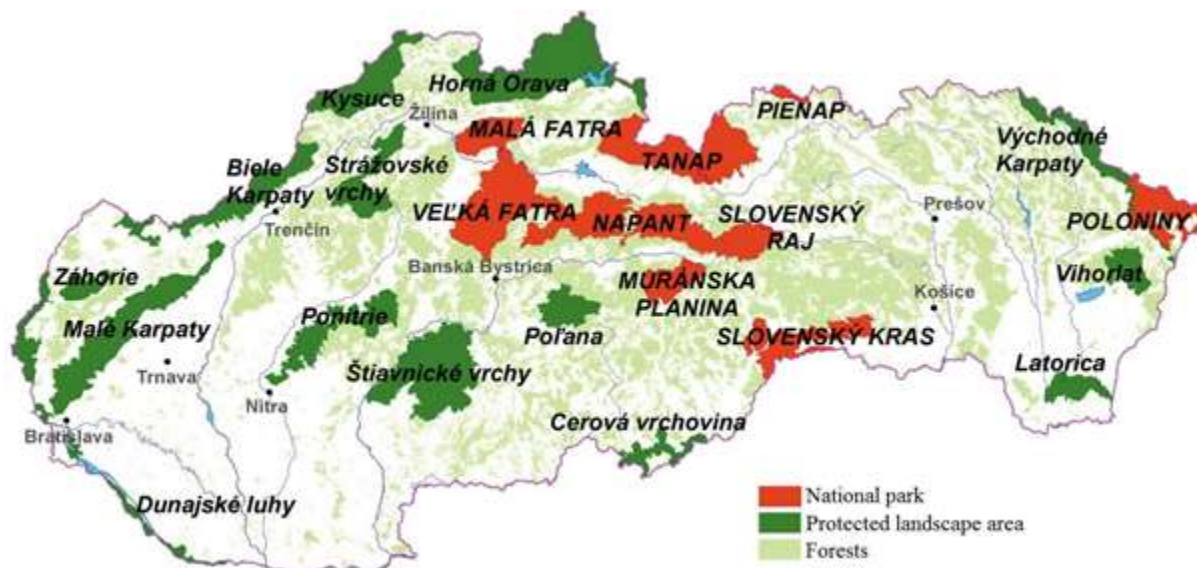 Horná Orava
Kysuce
Žilina
MALÁ FATRA
PIENAP
TANAP
Východné
Karpaty
Biele
Karpaty
Strážovské
vrchy
Trenčín
VEĽKÁ FATRA
NAPANT
SLOVENSKÝ
RAJ
Prešov
POLONINY
Banská Bystrica
Záhorie
Malé Karpaty
Ponitrie
Poľana
MURÁNSKA
PLANINA
Košice
Vihorlat
SLOVENSKÝ KRAS
Štiavnické vrchy
Trnava
Nitra
Latorica
Bratislava
Cerová vrchovina
Dunajské luhy
National park
Protected landscape area
Forests